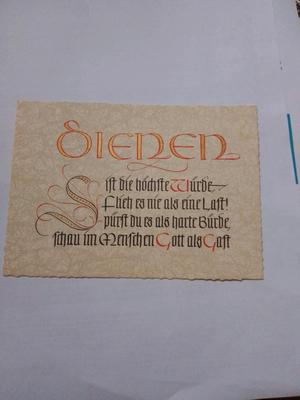 DIENEN
ist die höchste Würde—
Sieh es nie als eine Last!
Spürst du es als harte Bürde,
schau im Menschen Gott als Gast